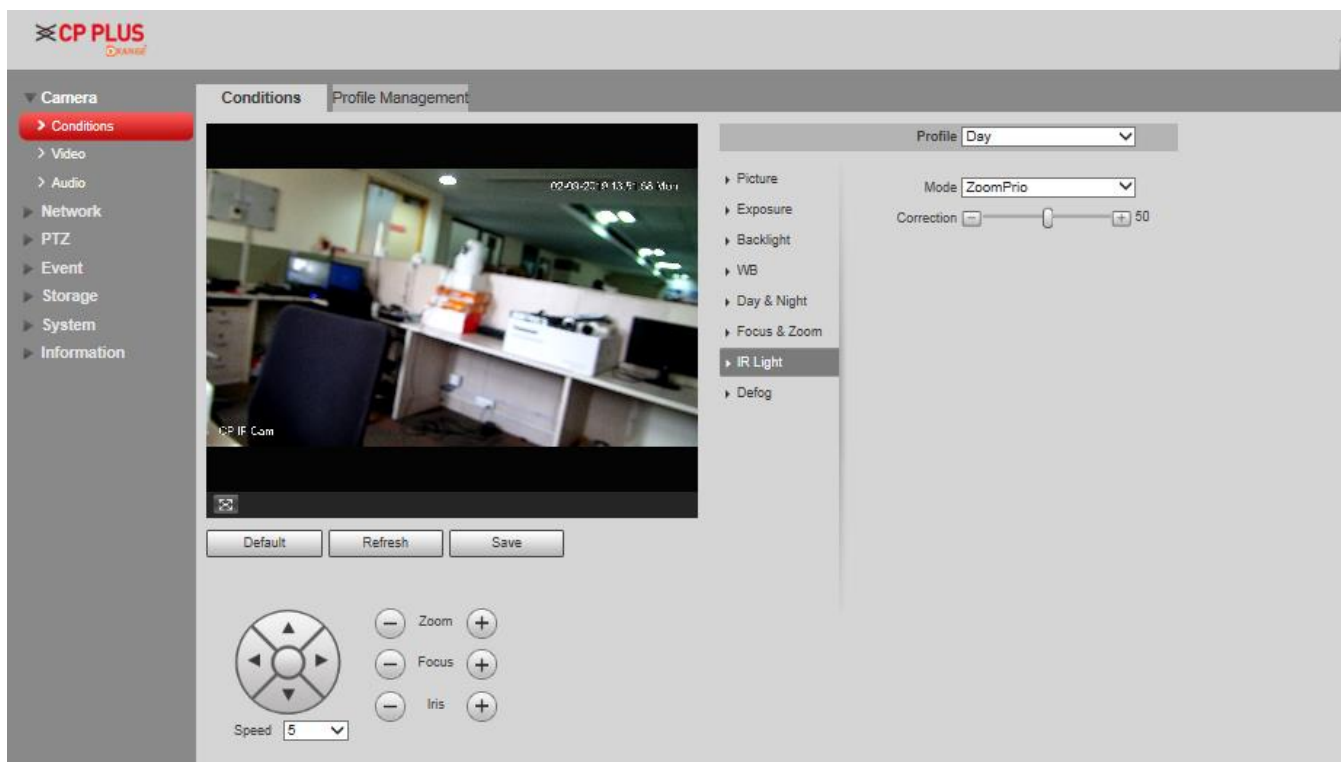 CP PLUS
ORANGE
Camera
Conditions
Video
Audio
Network
PTZ
Event
Storage
System
Information
Conditions Profile Management
CP IR Cam
Default Refresh Save
Zoom
Focus
Iris
Speed 5
Profile Day
Picture
Exposure
Backlight
WB
Day & Night
Focus & Zoom
IR Light
Defog
Mode ZoomPrio
Correction 50